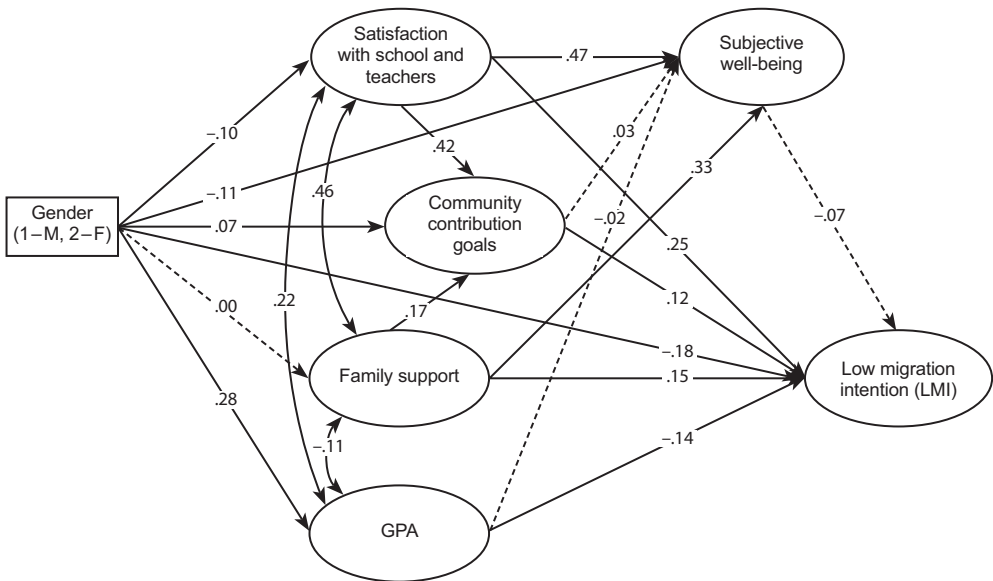 Satisfaction
with school and
teachers
Subjective
well-being
.47
–.10
.03
.42
.33
–.11
.46
Community
contribution
goals
Gender
(1–M, 2–F)
.07
–.02
–.07
.25
.22
.00
.17
.12
–.18
Family support
.15
Low migration
intention (LMI)
.28
–.11
–.14
GPA